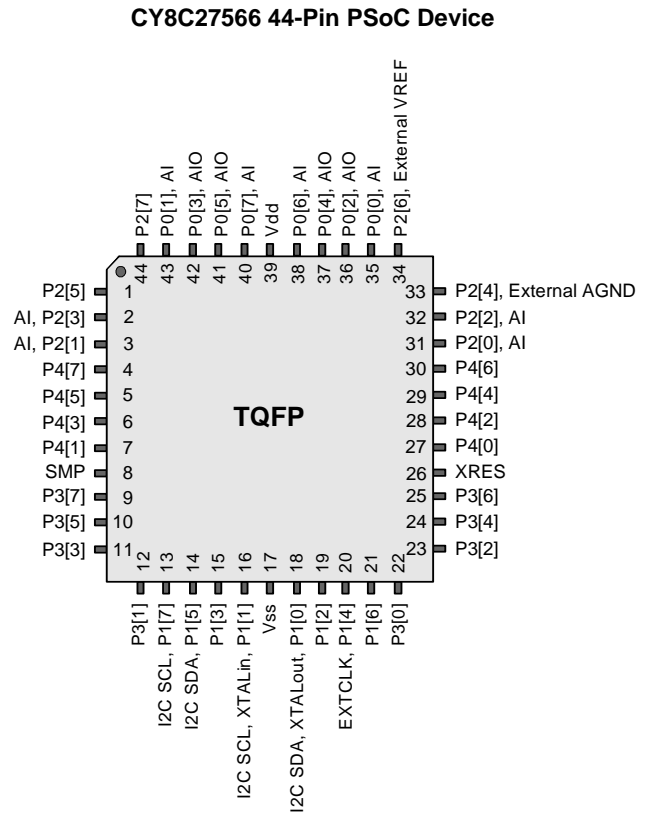 CY8C27566 44-Pin PSoC Device
P2[7]
P0[1], AI
P0[3], AIO
P0[5], AIO
P0[7], AI
Vdd
P0[6], AI
P0[4], AIO
P0[2], AIO
P0[0], AI
P2[6], External VREF
44
43
42
41
40
39
38
37
36
35
34
P2[5] 1
AI, P2[3] 2
AI, P2[1] 3
P4[7] 4
P4[5] 5
P4[3] 6
P4[1] 7
SMP 8
P3[7] 9
P3[5] 10
P3[3] 11
TQFP
33 P2[4], External AGND
32 P2[2], AI
31 P2[0], AI
30 P4[6]
29 P4[4]
28 P4[2]
27 P4[0]
26 XRES
25 P3[6]
24 P3[4]
23 P3[2]
12
13
14
15
16
17
18
19
20
21
22
P3[1]
I2C SCL, P1[7]
I2C SDA, P1[5]
P1[3]
I2C SCL, XTALin, P1[1]
Vss
I2C SDA, XTALout, P1[0]
P1[2]
EXTCLK, P1[4]
P1[6]
P3[0]